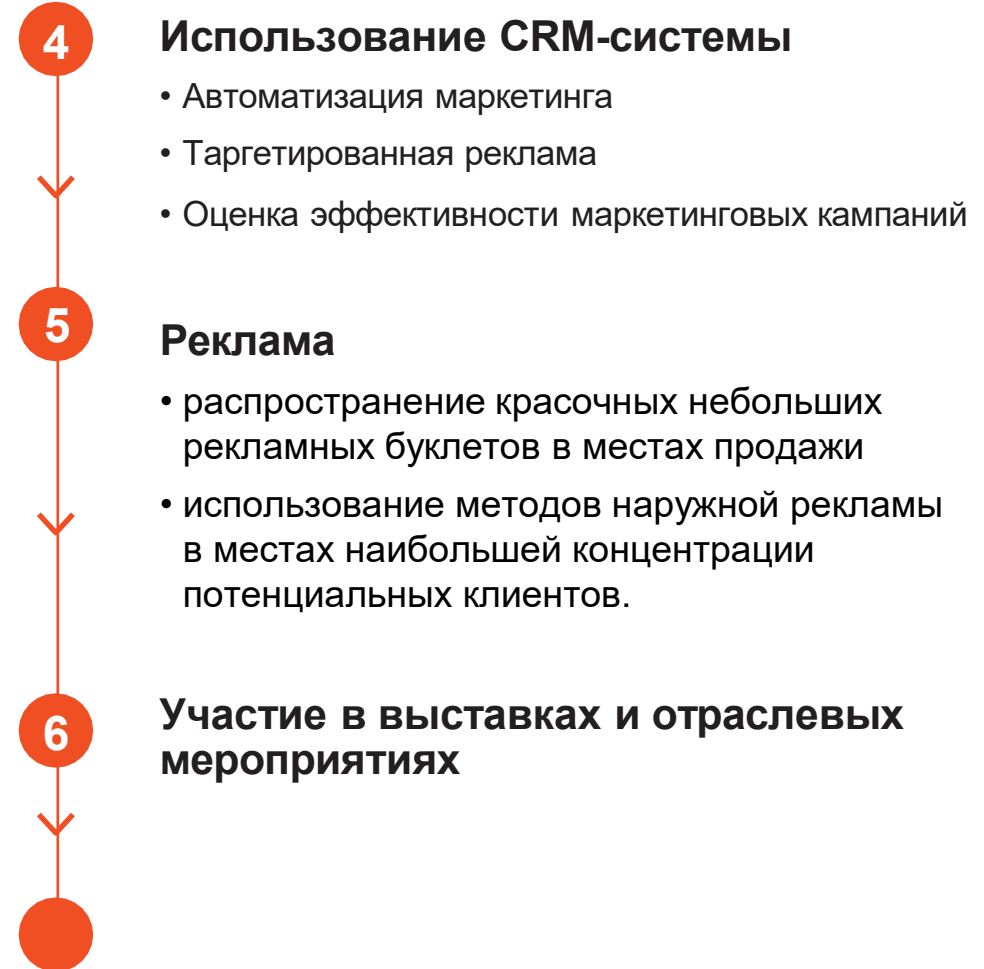 4
Использование CRM-системы
• Автоматизация маркетинга
• Таргетированная реклама
• Оценка эффективности маркетинговых кампаний
5
Реклама
• распространение красочных небольших
рекламных буклетов в местах продажи
• использование методов наружной рекламы
в местах наибольшей концентрации
потенциальных клиентов.
6
Участие в выставках и отраслевых
мероприятиях